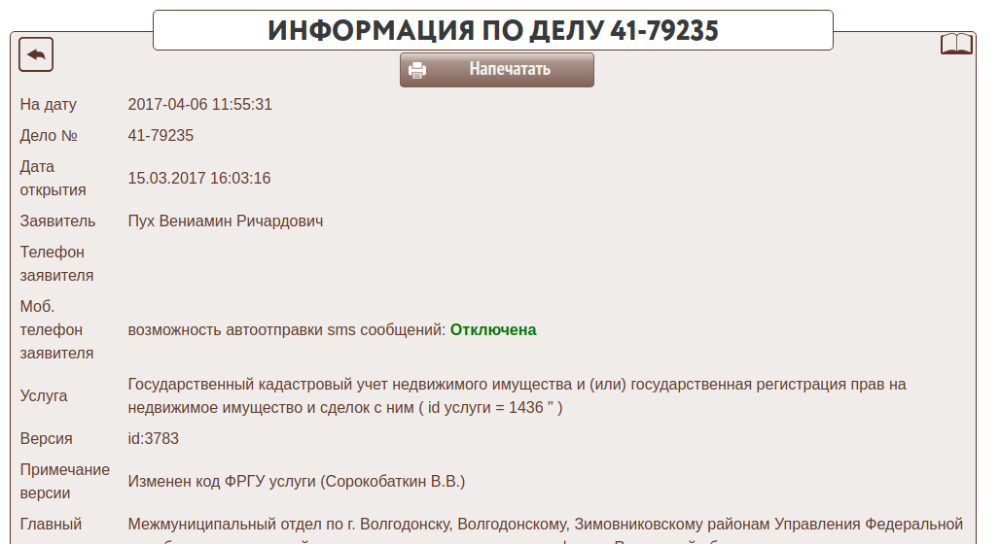 ИНФОРМАЦИЯ ПО ДЕЛУ 41-79235
Напечатать
На дату 2017-04-06 11:55:31
Дело № 41-79235
Дата
открытия
15.03.2017 16:03:16
Заявитель Пух Вениамин Ричардович
Телефон
заявителя
Моб.
телефон
заявителя
возможность автоотправки sms сообщений: Отключена
Услуга
Государственный кадастровый учет недвижимого имущества и (или) государственная регистрация прав на
недвижимое имущество и сделок с ним ( id услуги = 1436 " )
Версия id:3783
Примечание
версии
Изменен код ФРГУ услуги (Сорокобаткин В.В.)
Главный Межмуниципальный отдел по г. Волгодонску, Волгодонскому, Зимовниковскому районам Управления Федеральной